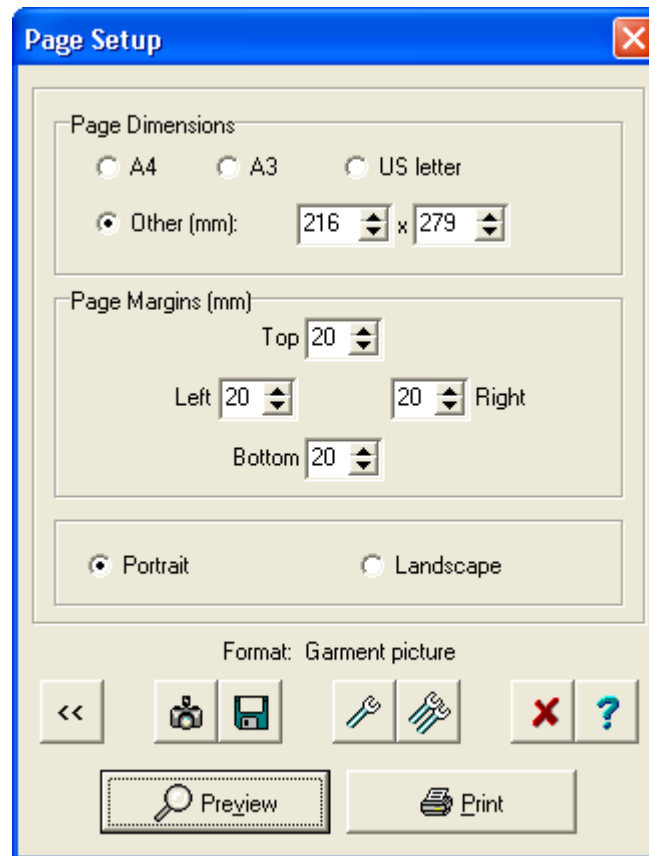 Page Setup
Page Dimensions
A4 A3 US letter
Other (mm): 216 x 279
Page Margins (mm)
Top 20
Left 20 20 Right
Bottom 20
Portrait Landscape
Format: Garment picture
<< ?
Preview Print